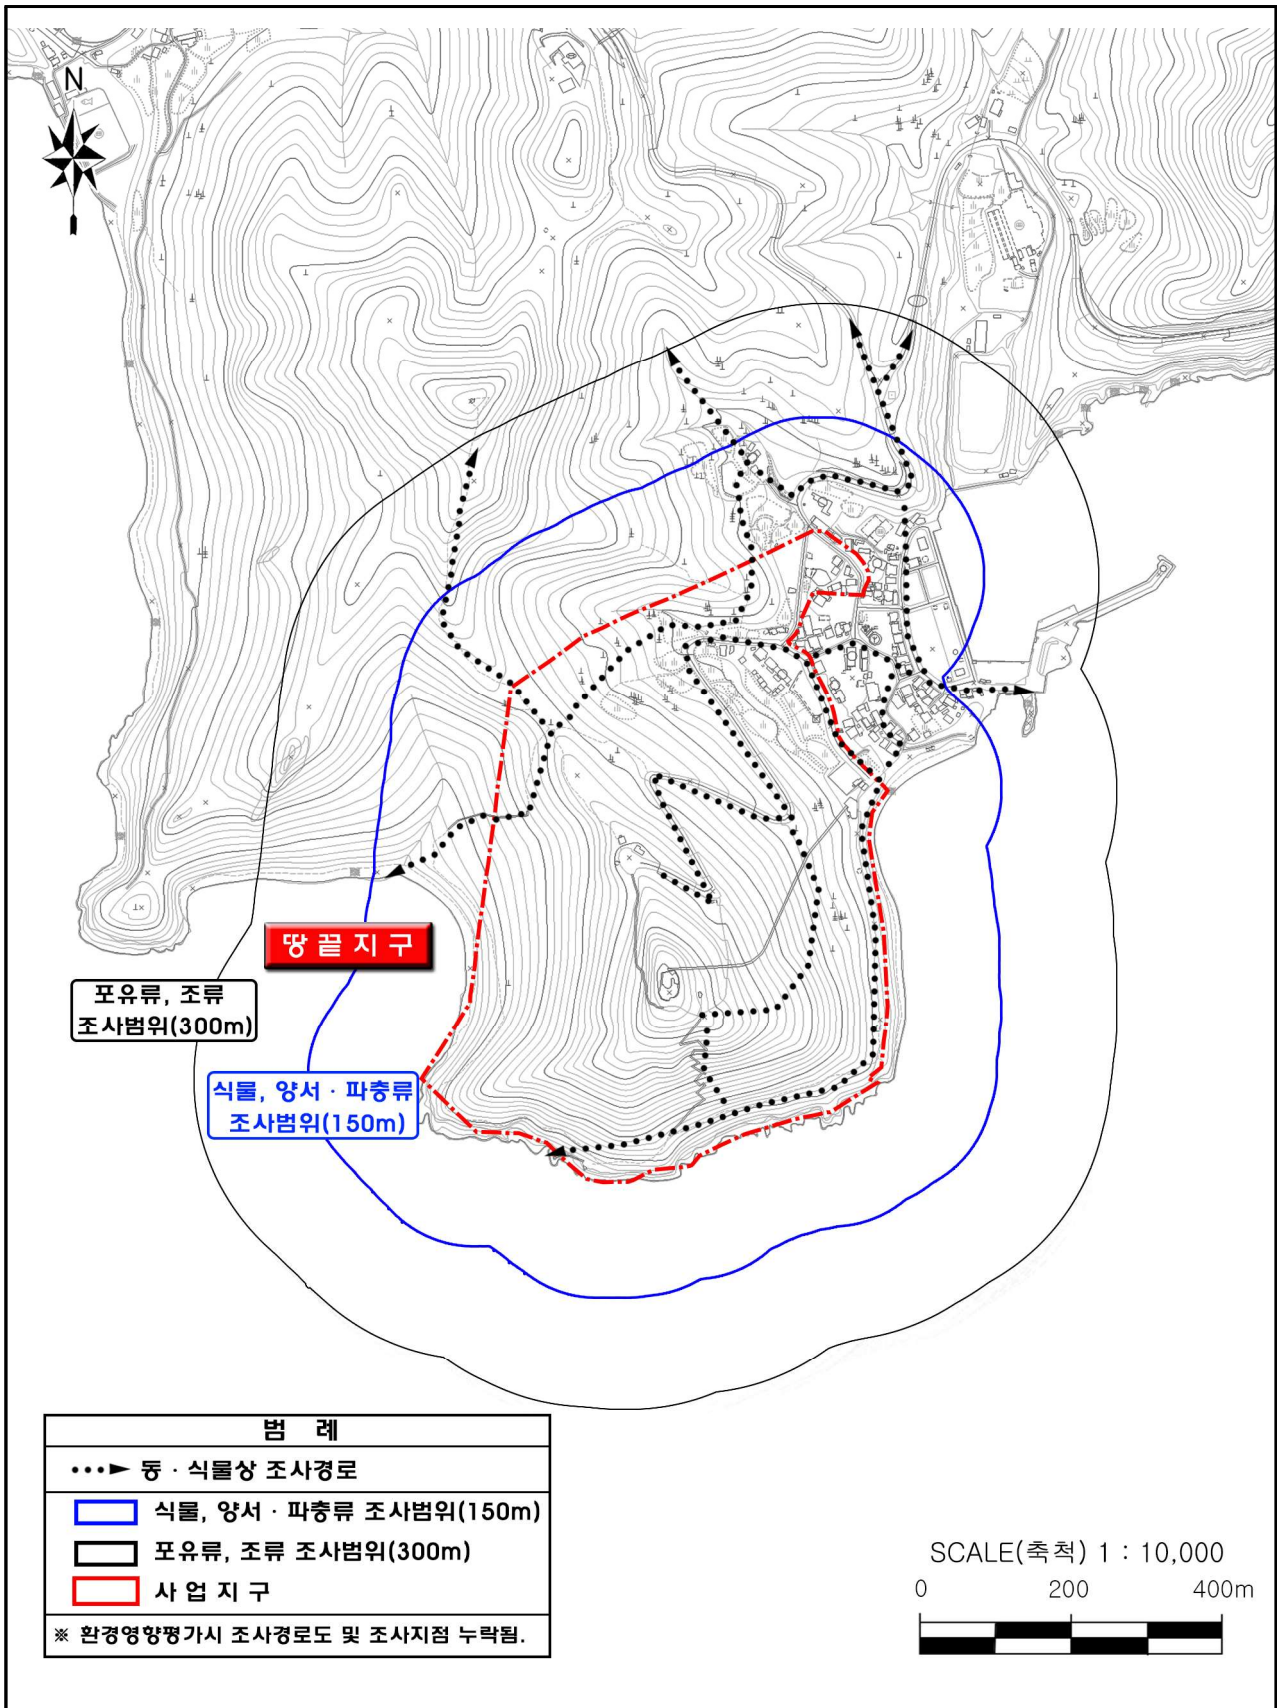 N
땅끝지구
포유류, 조류
조사범위(300m)
식물, 양서 · 파충류
조사범위(150m)
범 례
동 · 식물상 조사경로
식물, 양서 · 파충류 조사범위(150m)
포유류, 조류 조사범위(300m)
사 업 지 구
※ 환경영향평가시 조사경로도 및 조사지점 누락됨.
SCALE(축척) 1 : 10,000
0 200 400m